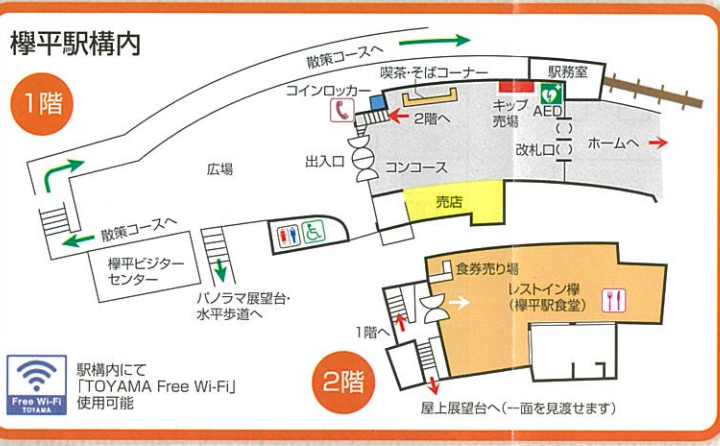 欅平駅構内
1階
散策コースへ
喫茶・そばコーナー
駅務室
コインロッカー
2階へ
キップ
売場
AED
ホームへ
改札口
出入口
コンコース
広場
売店
散策コースへ
欅平ビジター
センター
パノラマ展望台・
水平歩道へ
食券売り場
レストイン欅
(欅平駅食堂)
1階へ
2階
屋上展望台へ(一面を見渡せます)
Free Wi-Fi
TOYAMA
駅構内にて
「TOYAMA Free Wi-Fi」
使用可能